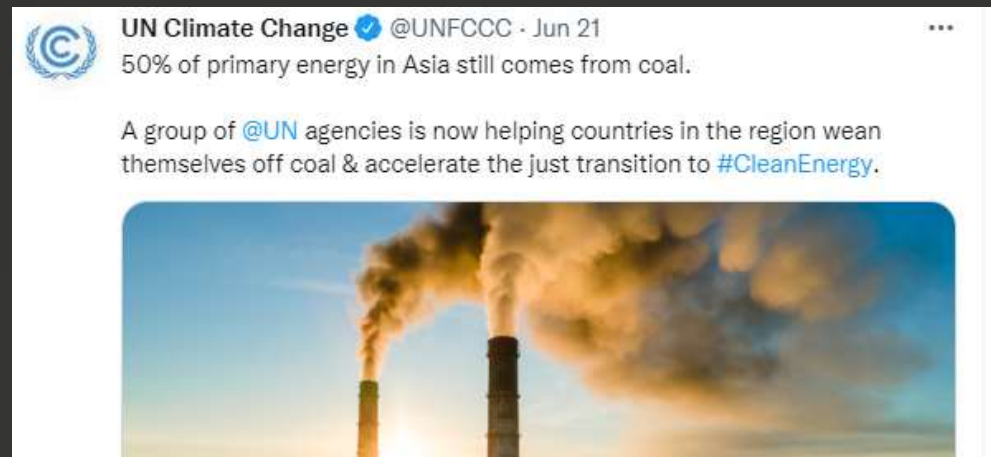 UN Climate Change @UNFCCC · Jun 21
50% of primary energy in Asia still comes from coal.
A group of @UN agencies is now helping countries in the region wean
themselves off coal & accelerate the just transition to #CleanEnergy.